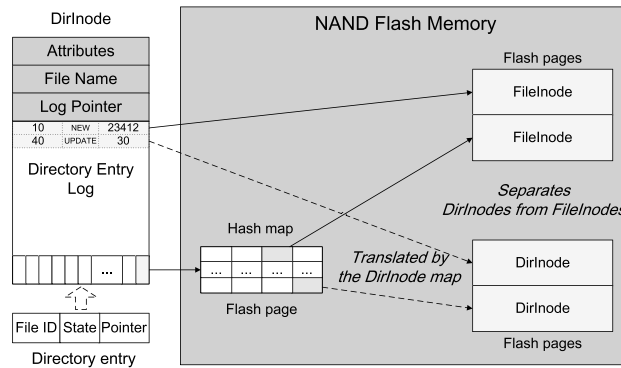 DirInode
Attributes
File Name
Log Pointer
10 NEW 23412
40 UPDATE 30
Directory Entry
Log
...
File ID State Pointer
Directory entry
NAND Flash Memory
Flash pages
FileInode
FileInode
Separates
DirInodes from FileInodes
Hash map
... ... ... ...
Flash page
Translated by
the DirInode map
DirInode
DirInode
Flash pages